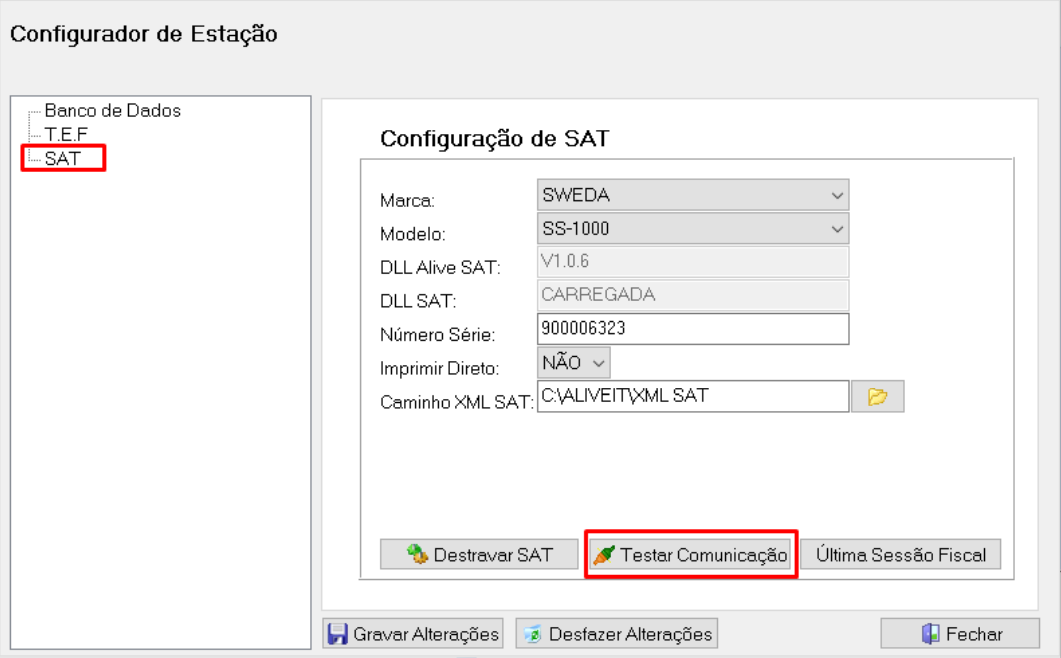 Configurador de Estação
Banco de Dados
T.E.F
SAT
Configuração de SAT
Marca: SWEDA
Modelo: SS-1000
DLL Alive SAT: V1.0.6
DLL SAT: CARREGADA
Número Série: 900006323
Imprimir Direto: NÃO
Caminho XML SAT: C:\ALIVEIT\XML SAT
Destravar SAT Testar Comunicação Última Sessão Fiscal
Gravar Alterações Desfazer Alterações Fechar